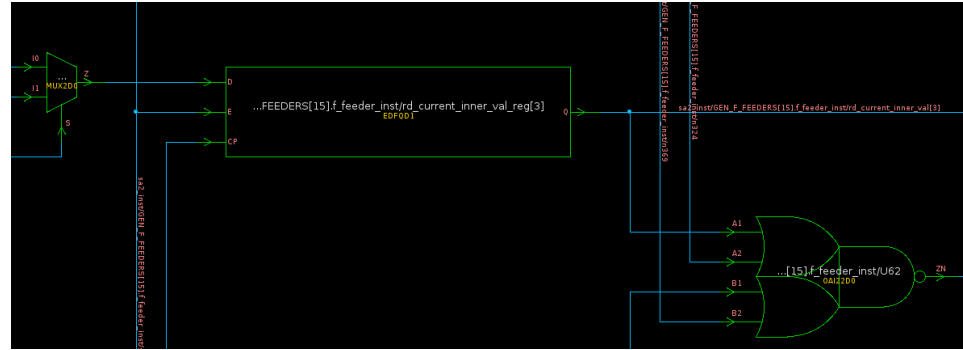 I0
I1
...
MUX2D0
Z
S
D
E
CP
...FEEDERS[15].f_feeder_inst/rd_current_inner_val_reg[3]
EDFQD1
Q
sa2_inst/GEN_F_FEEDERS[15].f_feeder_inst/rd_current_inner_val[3]
sa2_inst/GEN_F_FEEDERS[15].f_feeder_inst/
t/GEN_F_FEEDERS[15].f_feeder_inst/n369
F_FEEDERS[15].f_feeder_inst/n324
A1
A2
B1
B2
...[15].f_feeder_inst/U62
OAI22D0
ZN